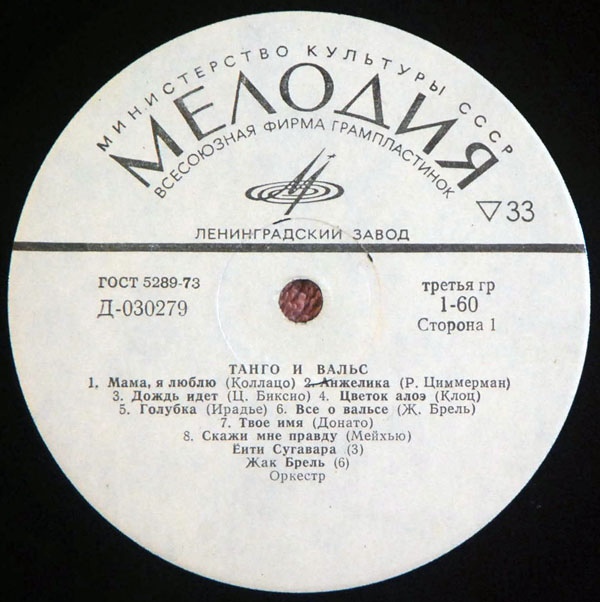 МИНИСТЕРСТВО КУЛЬТУРЫ СССР
МЕЛОДИЯ
ВСЕСОЮЗНАЯ ФИРМА ГРАМПЛАСТИНОК
ЛЕНИНГРАДСКИЙ ЗАВОД
▽33
ГОСТ 5289-73
Д-030279
третья гр
1-60
Сторона 1
ТАНГО И ВАЛЬС
1. Мама, я люблю (Коллацо) 2. Анжелика (Р. Циммерман)
3. Дождь идет (Ц. Биксио) 4. Цветок алоэ (Клоц)
5. Голубка (Ирадье) 6. Все о вальсе (Ж. Брель)
7. Твое имя (Донато)
8. Скажи мне правду (Мейхью)
Ёити Сугавара (3)
Жак Брель (6)
Оркестр